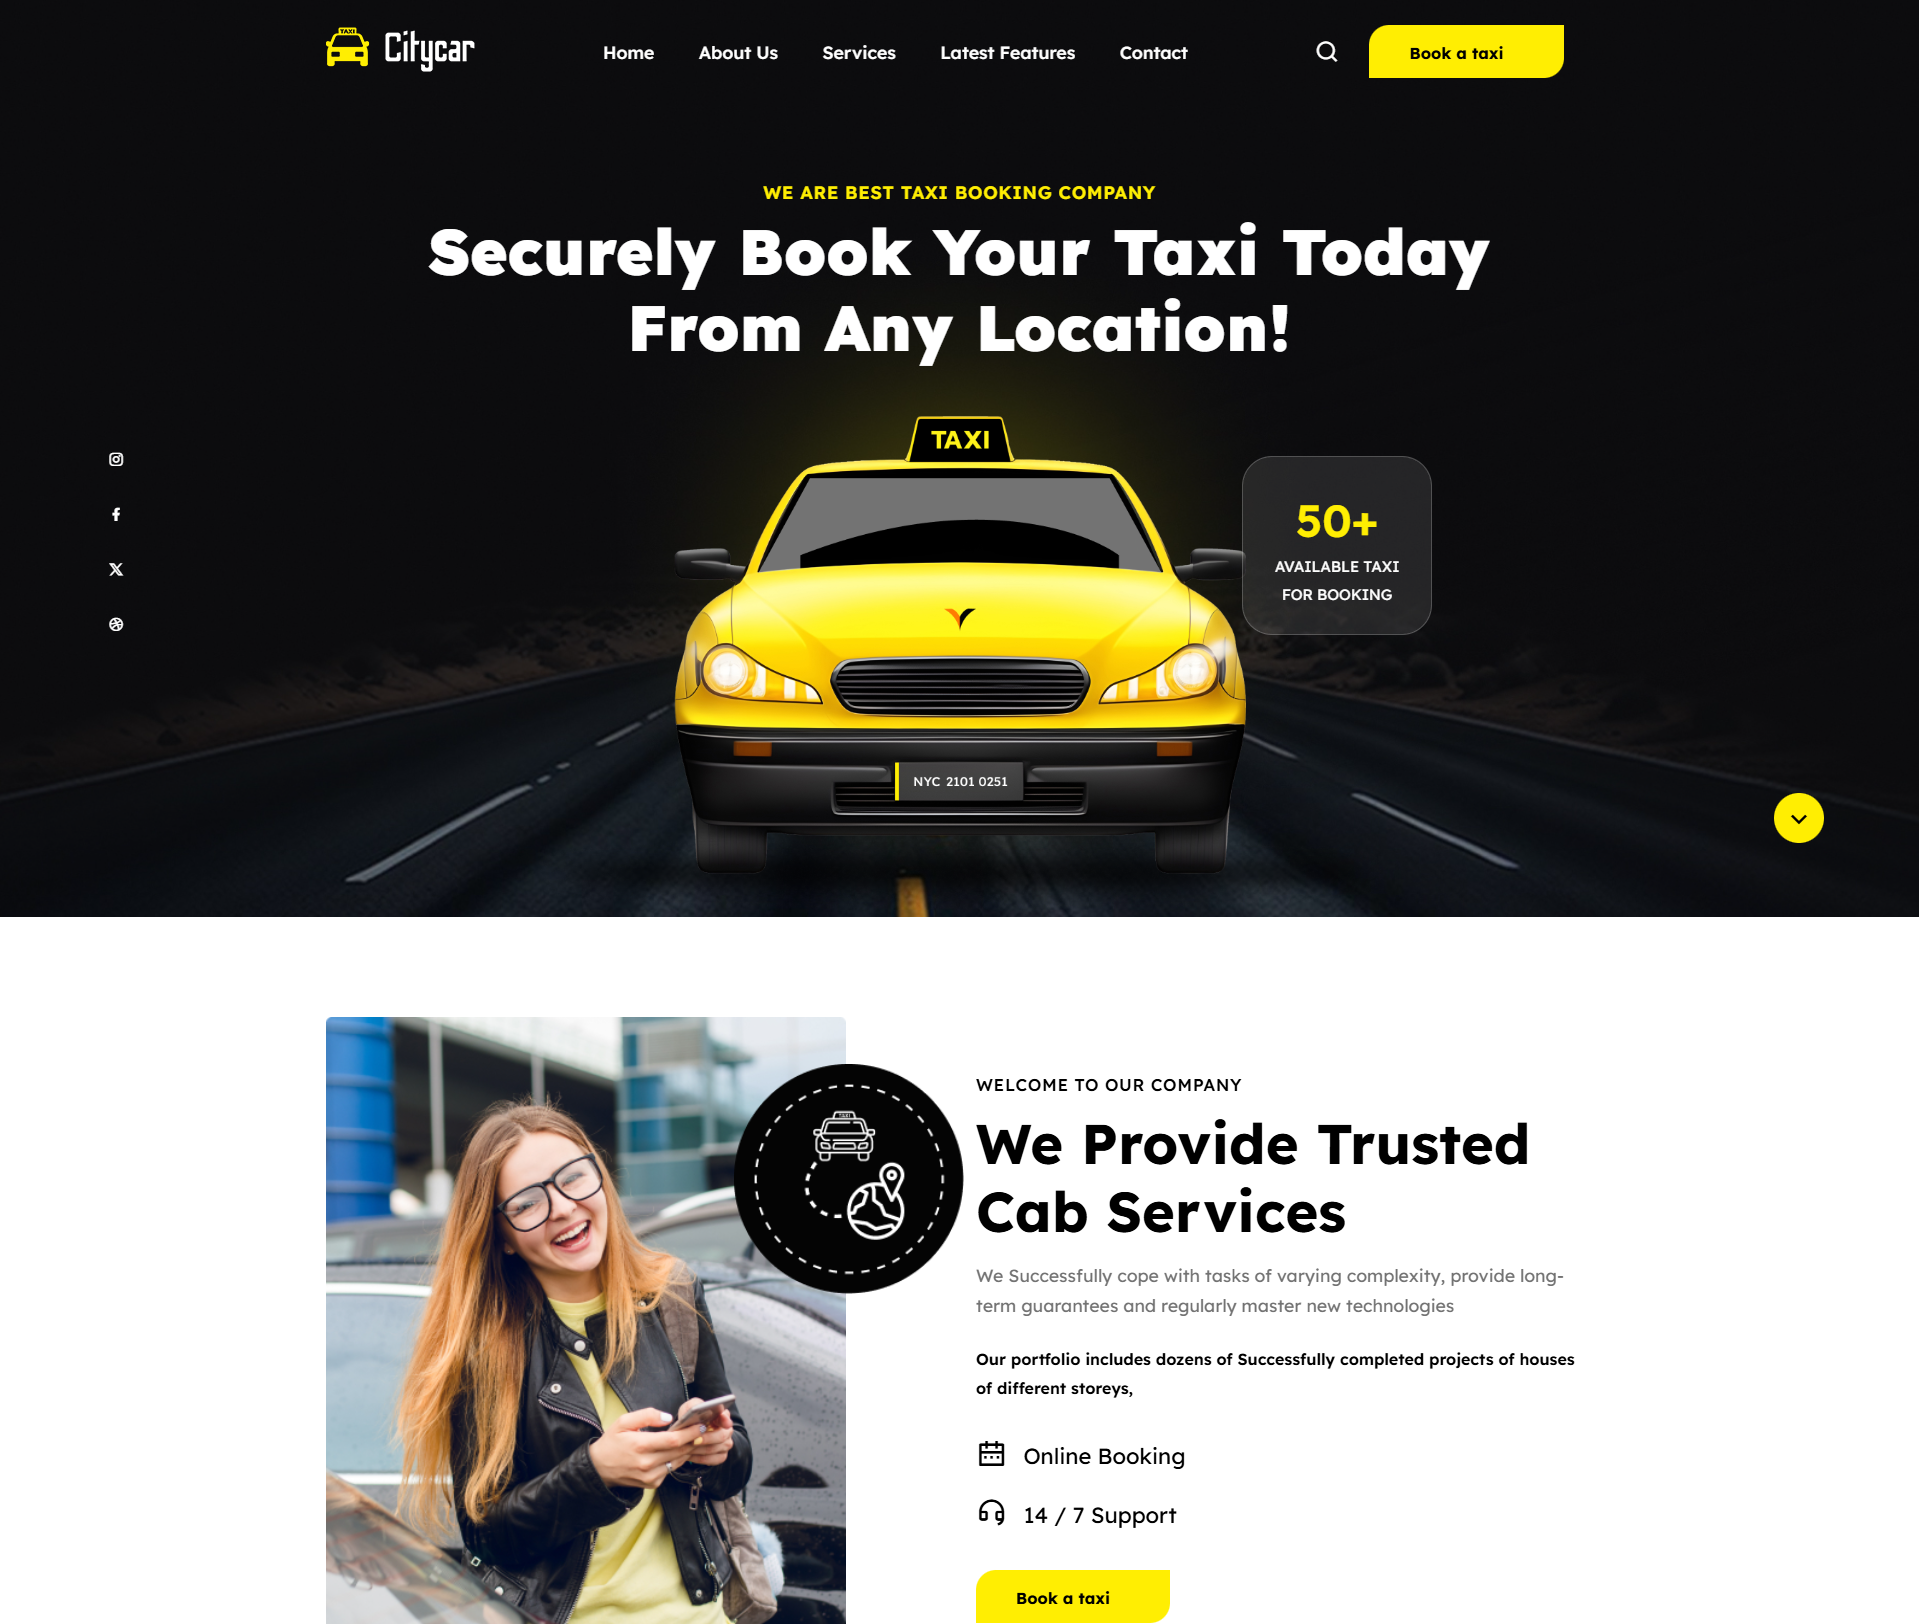 TAXI
Citycar
Home
About Us
Services
Latest Features
Contact
Book a taxi
WE ARE BEST TAXI BOOKING COMPANY
Securely Book Your Taxi Today
From Any Location!
TAXI
50+
AVAILABLE TAXI
FOR BOOKING
NYC 2101 0251
WELCOME TO OUR COMPANY
We Provide Trusted
Cab Services
We Successfully cope with tasks of varying complexity, provide long-
term guarantees and regularly master new technologies
Our portfolio includes dozens of Successfully completed projects of houses
of different storeys,
Online Booking
14 / 7 Support
Book a taxi